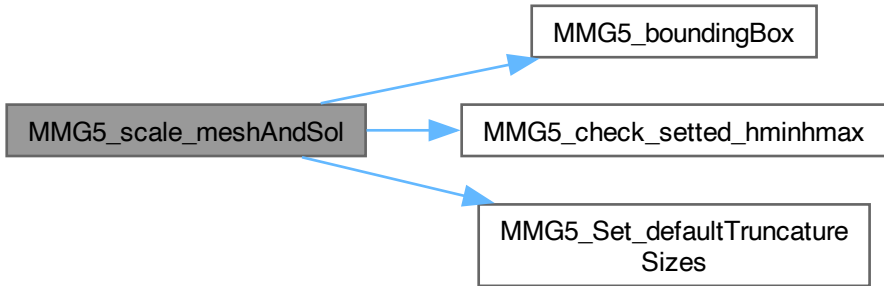 MMG5_boundingBox
MMG5_scale_meshAndSol
MMG5_check_setted_hminhmax
MMG5_Set_defaultTruncature
Sizes